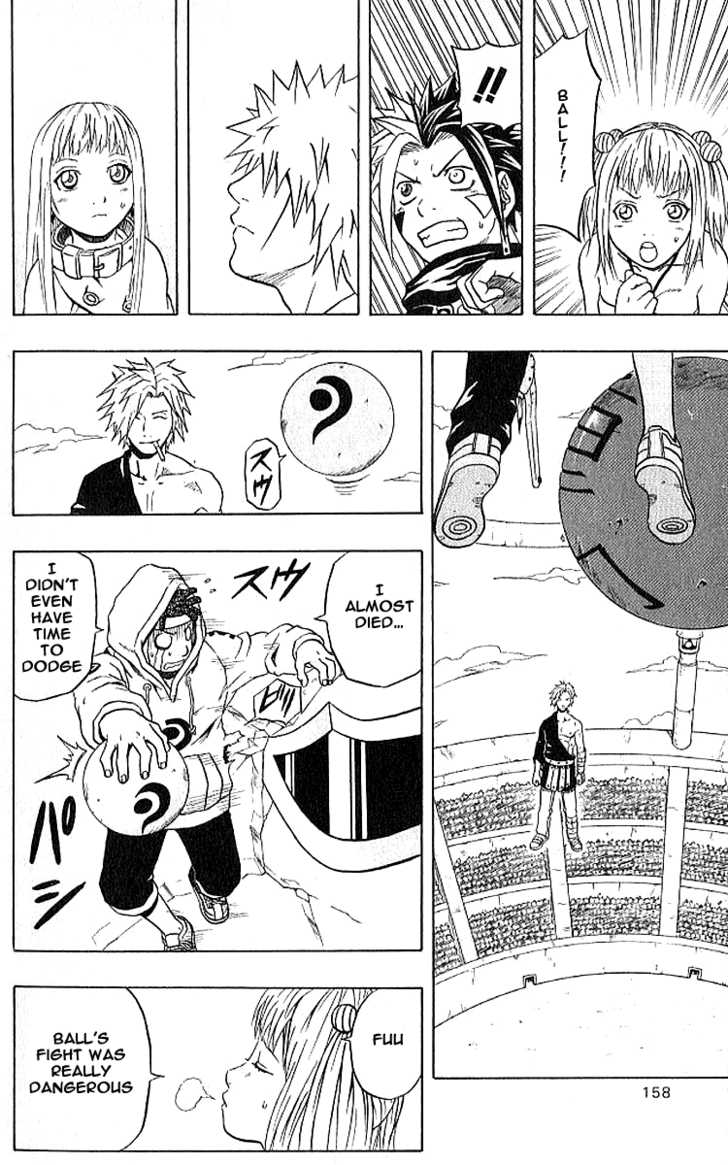 BALL!!!
!!
スゥ
I
ALMOST
DIED...
スゥ
I
DIDN'T
EVEN
HAVE
TIME
TO
DODGE
パシ
FUU
BALL'S
FIGHT WAS
REALLY
DANGEROUS
158